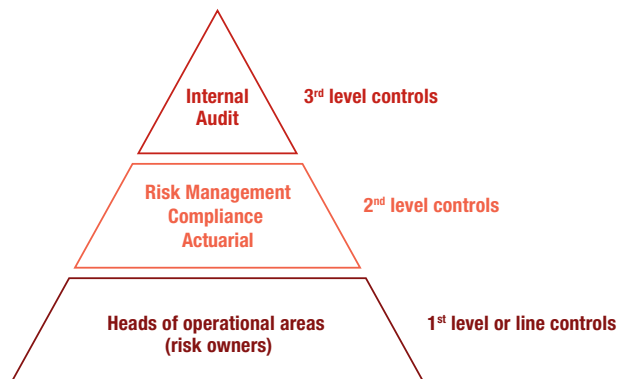 Internal
Audit
3rd level controls
Risk Management
Compliance
Actuarial
2nd level controls
Heads of operational areas
(risk owners)
1st level or line controls